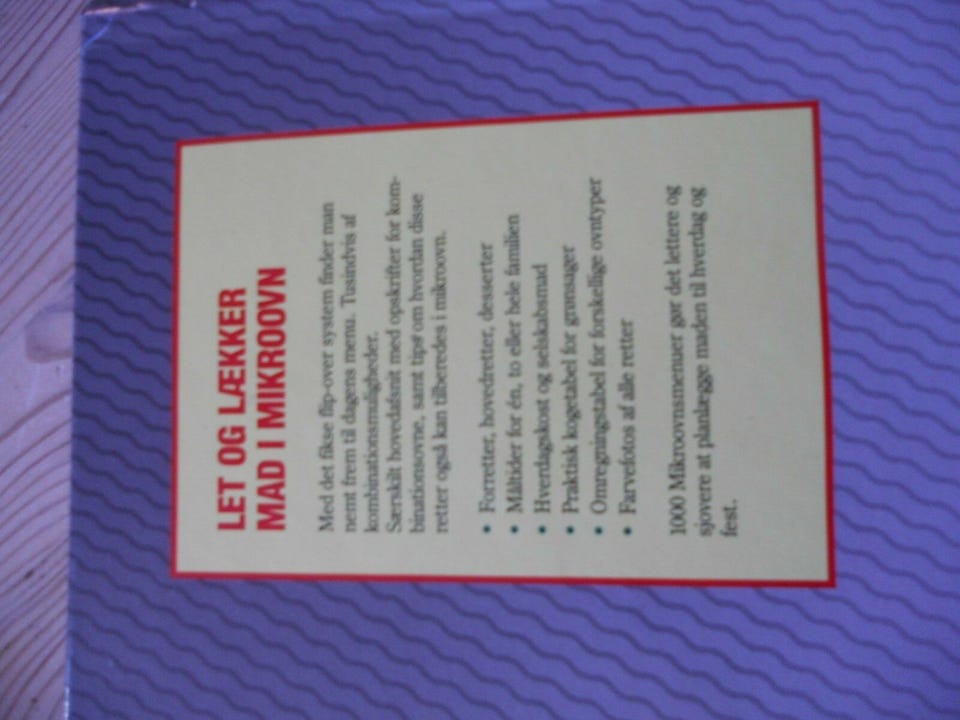 LET OG LÆKKER
MAD I MIKROOVN
Med det fikse flip-over system finder man
nemt frem til dagens menu. Tusindvis af
kombinationsmuligheder.
Særskilt hovedafsnit med opskrifter for kom-
binationsovne, samt tips om hvordan disse
retter også kan tilberedes i mikroovn.
• Forretter, hovedretter, desserter
• Måltider for én, to eller hele familien
• Hverdagskost og selskabsmad
• Praktisk kogetabel for grønsager
• Omregningstabel for forskellige ovntyper
• Farvefotos af alle retter
1000 Mikroovnsmenuer gør det lettere og
sjovere at planlægge maden til hverdag og
fest.